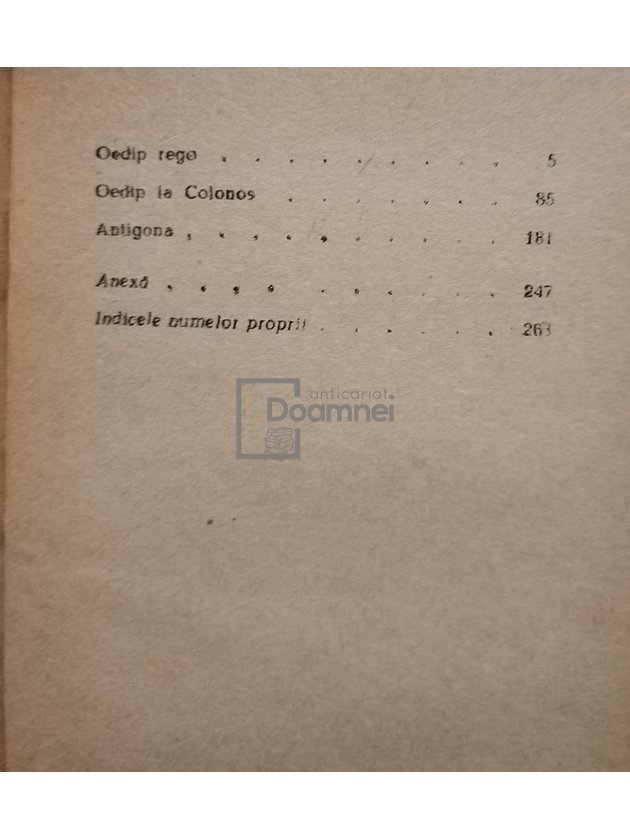 Oedip rege . . . . . . . . . 5
Oedip la Colonos . . . . . . . 85
Antigona . . . . . . . . . . 181
Anexă . . . . . . . . . . 247
Indicele numelor proprii . . . . . . 263
anticariat
Doamnei